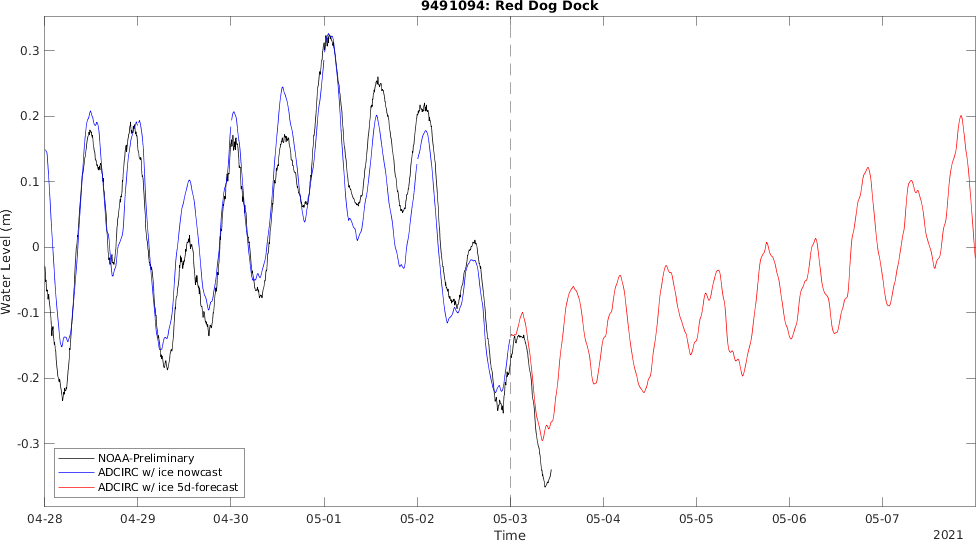 9491094: Red Dog Dock
Water Level (m)
0.3
0.2
0.1
0
-0.1
-0.2
-0.3
NOAA-Preliminary
ADCIRC w/ ice nowcast
ADCIRC w/ ice 5d-forecast
04-28 04-29 04-30 05-01 05-02 05-03 05-04 05-05 05-06 05-07
Time
2021